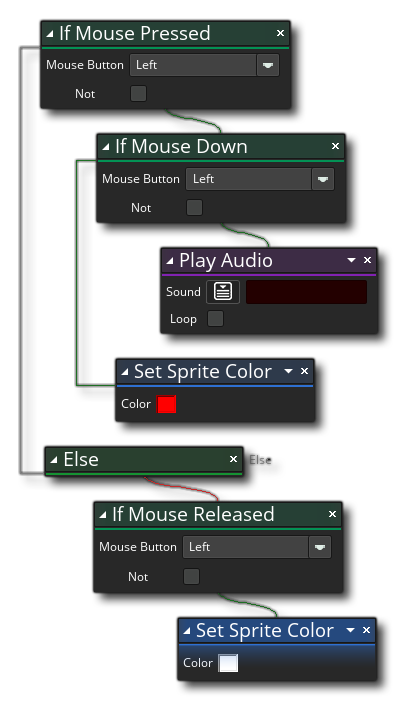 If Mouse Pressed
Mouse Button Left
Not
If Mouse Down
Mouse Button Left
Not
Play Audio
Sound
Loop
Set Sprite Color
Color
Else Else
If Mouse Released
Mouse Button Left
Not
Set Sprite Color
Color